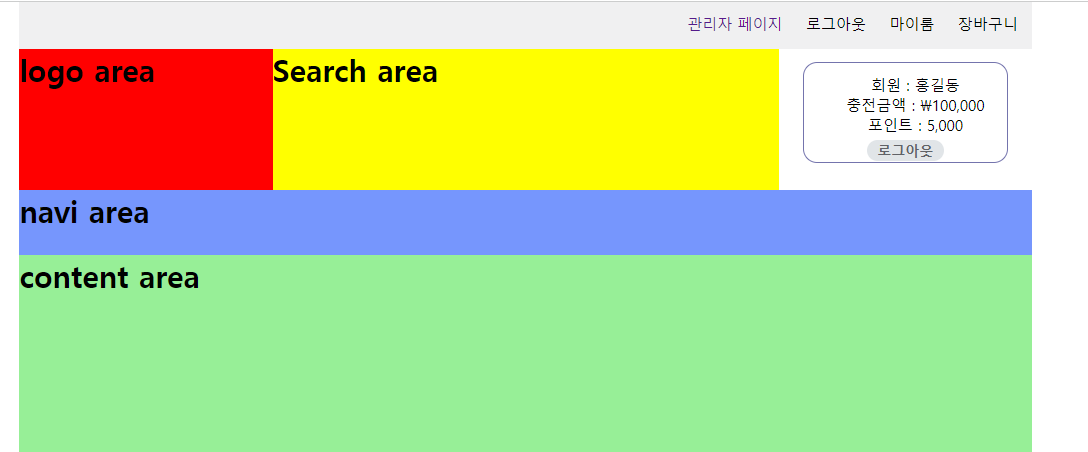 관리자 페이지 로그아웃 마이룸 장바구니
logo area
Search area
회원 : 홍길동
충전금액 : ₩100,000
포인트 : 5,000
로그아웃
navi area
content area